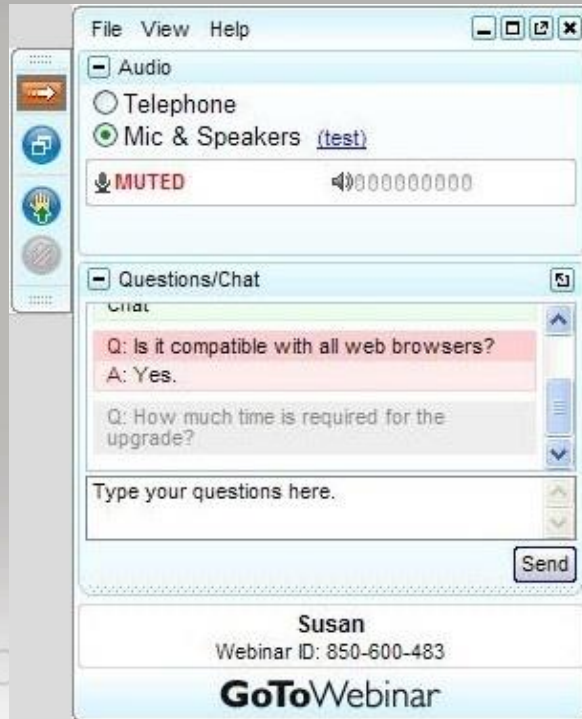 File View Help
Audio
Telephone
Mic & Speakers (test)
MUTED
Questions/Chat
Chat
Q: Is it compatible with all web browsers?
A: Yes.
Q: How much time is required for the
upgrade?
Type your questions here.
Send
Susan
Webinar ID: 850-600-483
GoToWebinar